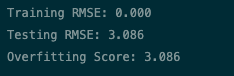 Training RMSE: 0.000
Testing RMSE: 3.086
Overfitting Score: 3.086